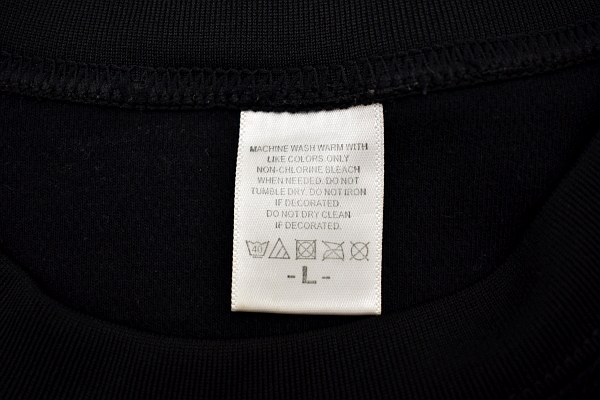 MACHINE WASH WARM WITH
LIKE COLORS ONLY
NON-CHLORINE BLEACH
WHEN NEEDED. DO NOT
TUMBLE DRY. DO NOT IRON
IF DECORATED.
DO NOT DRY CLEAN
IF DECORATED.
40
- L -